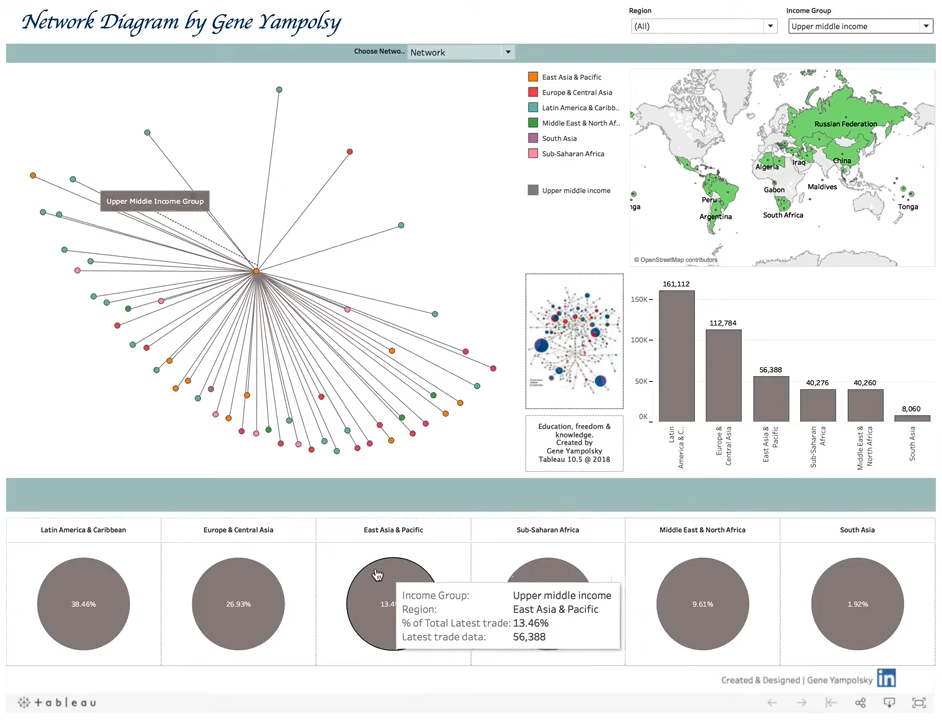 Network Diagram by Gene Yampolsy
Region
(All)
Income Group
Upper middle income
Choose Netwo..
Network
East Asia & Pacific
Europe & Central Asia
Latin America & Caribb..
Middle East & North Af..
South Asia
Sub-Saharan Africa
Upper middle income
Upper Middle Income Group
Russian Federation
Algeria
Iraq
China
Gabon
Maldives
Peru
nga
Tonga
Argentina
South Africa
© OpenStreetMap contributors
161,112
150K
112,784
100K
56,388
50K
40,276
40,260
8,060
0K
Latin
America & C..
Europe &
Central Asia
East Asia &
Pacific
Sub-Saharan
Africa
Middle East &
North Africa
South Asia
Education, freedom &
knowledge.
Created by
Gene Yampolsky
Tableau 10.5 @ 2018
Latin America & Caribbean
Europe & Central Asia
East Asia & Pacific
Sub-Saharan Africa
Middle East & North Africa
South Asia
38.46%
26.93%
13.4
9.61%
1.92%
Income Group: Upper middle income
Region: East Asia & Pacific
% of Total Latest trade: 13.46%
Latest trade data: 56,388
Created & Designed | Gene Yampolsky
in
+ableau